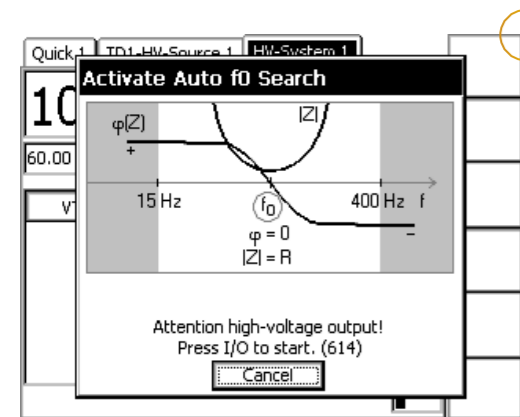 Quick 1 TD1-HV-Source 1 HV-System 1
Activate Auto f0 Search
10
60.00
φ(Z)
|Z|
+
15 Hz
f0
400 Hz f
φ = 0
|Z| = R
−
Attention high-voltage output!
Press I/O to start. (614)
Cancel